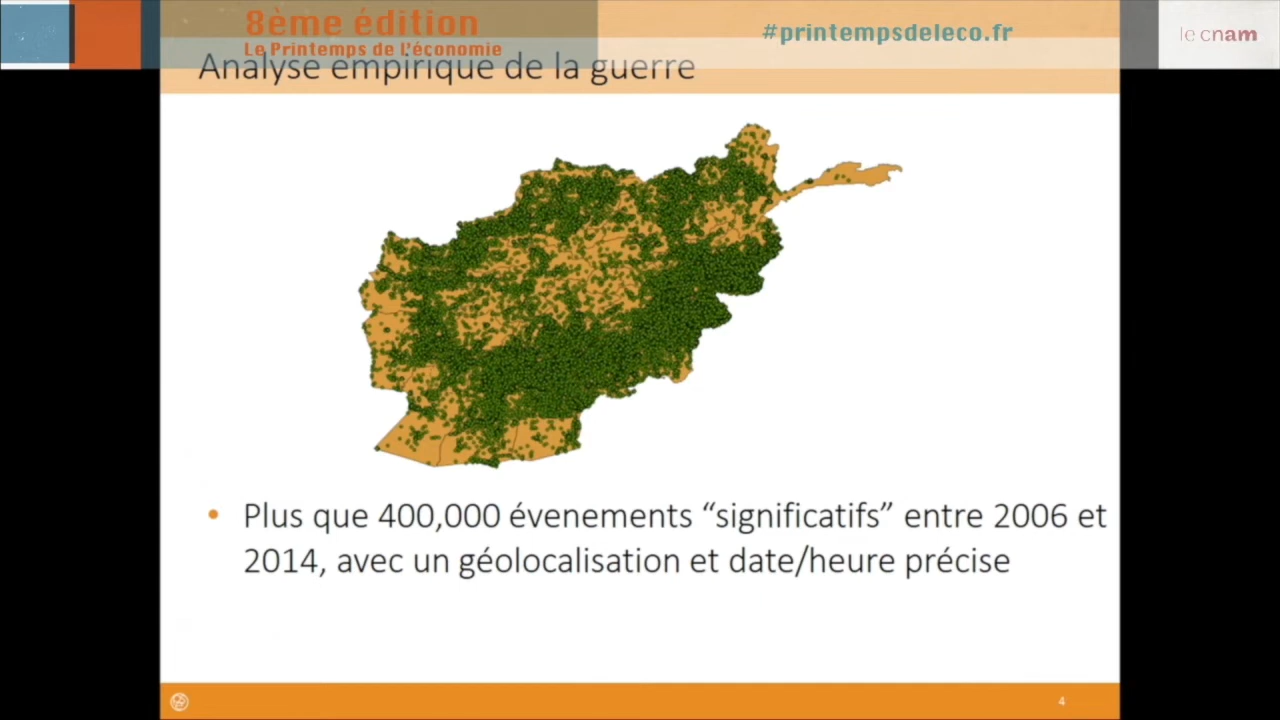 8ème édition
Le Printemps de l'économie
#printempsdeleco.fr
le cnam
Analyse empirique de la guerre
• Plus que 400,000 évenements “significatifs” entre 2006 et
2014, avec un géolocalisation et date/heure précise
4